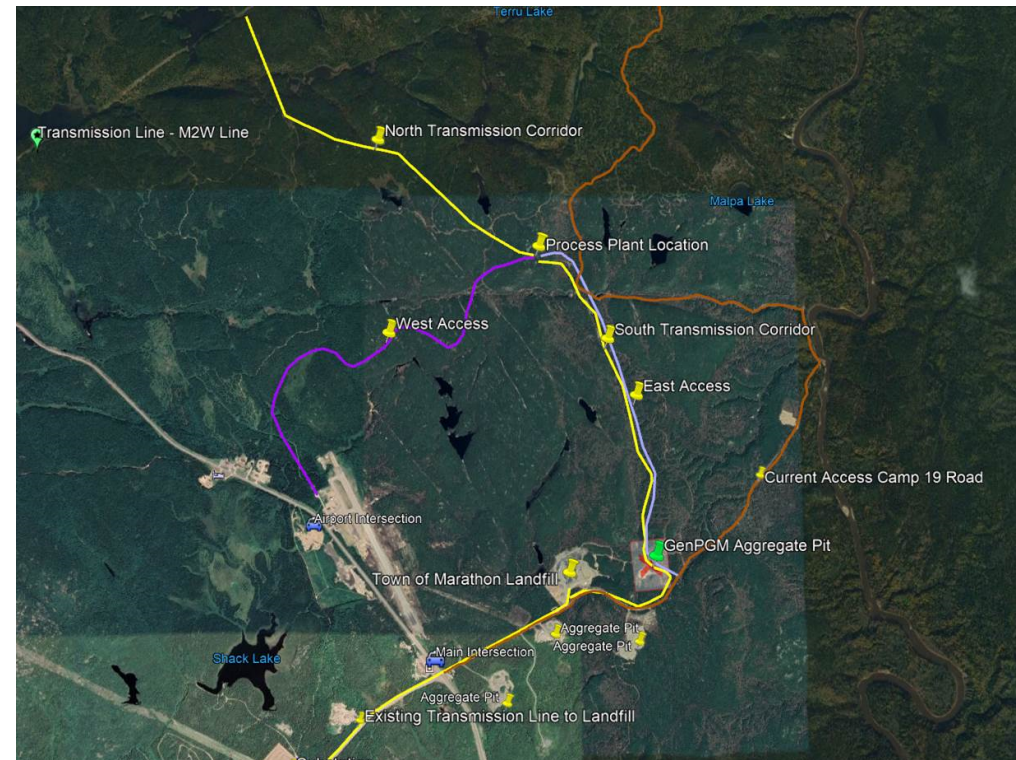 Terru Lake
Transmission Line - M2W Line
North Transmission Corridor
Malpa Lake
Process Plant Location
West Access
South Transmission Corridor
East Access
Current Access Camp 19 Road
Airport Intersection
GenPGM Aggregate Pit
Town of Marathon Landfill
Aggregate Pit
Aggregate Pit
Main Intersection
Shack Lake
Aggregate Pit
Existing Transmission Line to Landfill